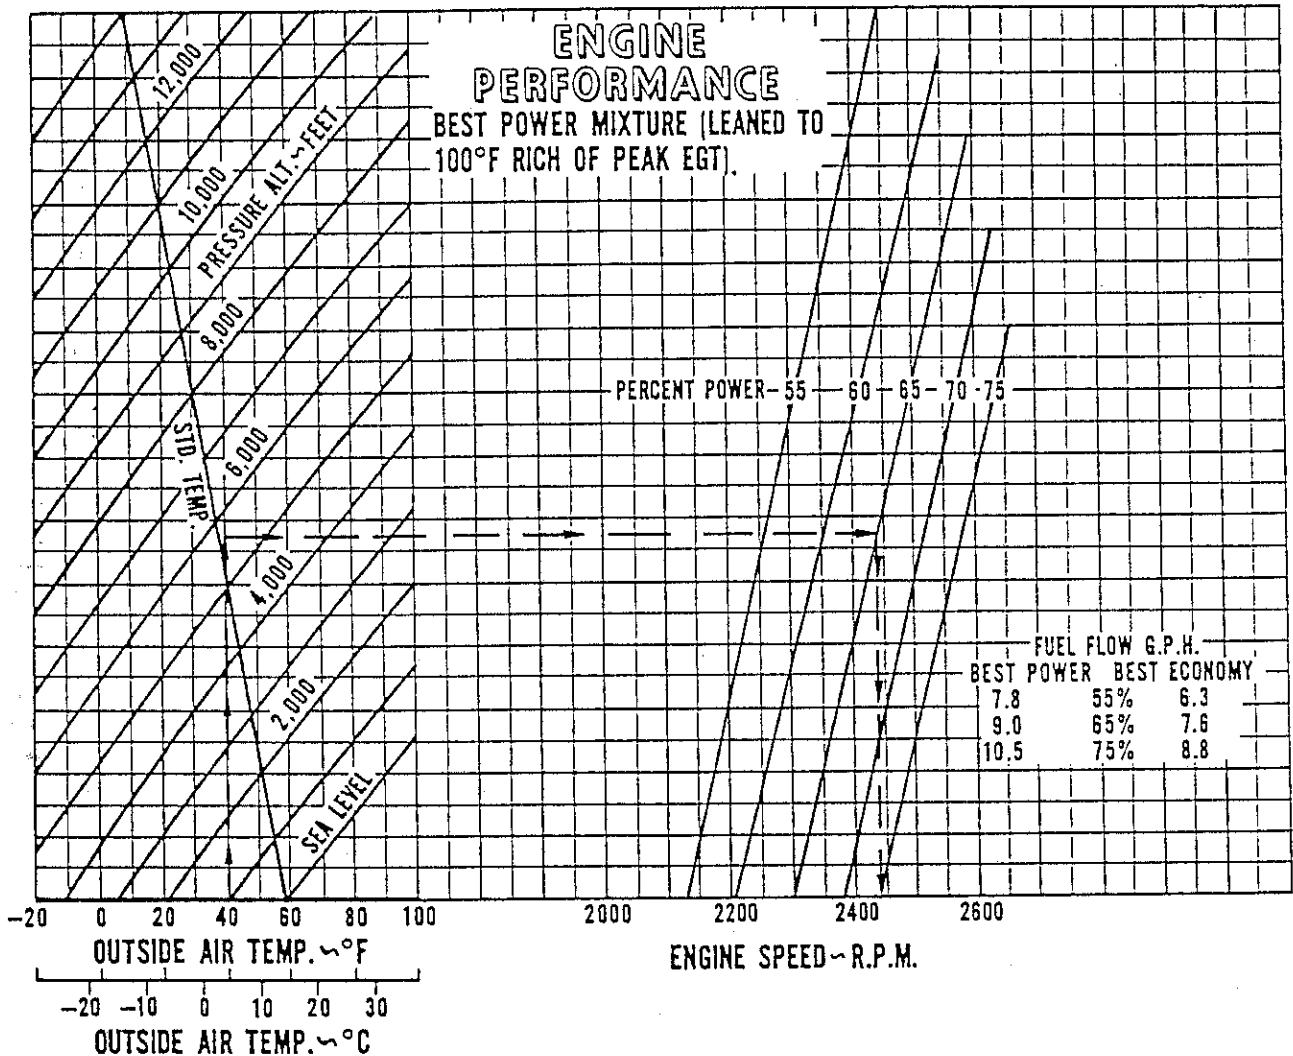 ENGINE
PERFORMANCE
BEST POWER MIXTURE (LEANED TO
100°F RICH OF PEAK EGT).
12,000
10,000
PRESSURE ALT.~FEET
8,000
STD. TEMP.
6,000
4,000
2,000
SEA LEVEL
PERCENT POWER-55-60-65-70-75
FUEL FLOW G.P.H.
BEST POWER BEST ECONOMY
7.8 55% 6.3
9.0 65% 7.6
10.5 75% 8.8
-20 0 20 40 60 80 100 2000 2200 2400 2600
OUTSIDE AIR TEMP.~°F
ENGINE SPEED~R.P.M.
-20 -10 0 10 20 30
OUTSIDE AIR TEMP.~°C